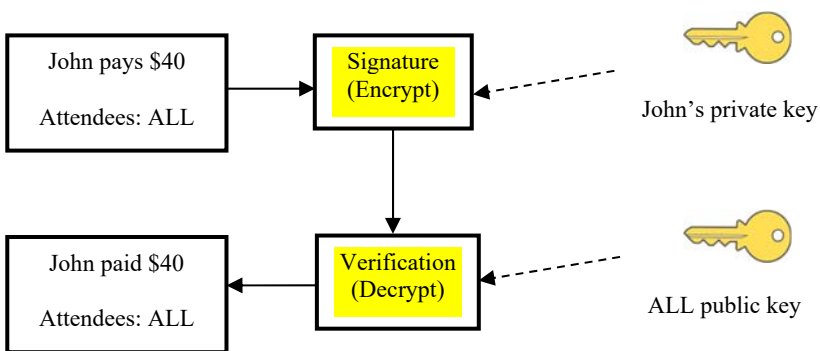 John pays $40
Attendees: ALL
Signature
(Encrypt)
John’s private key
John paid $40
Attendees: ALL
Verification
(Decrypt)
ALL public key